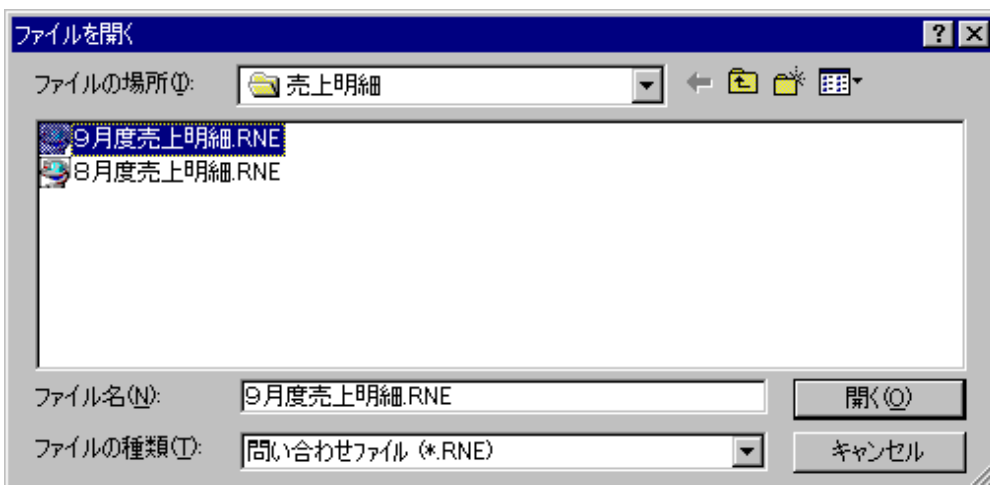 ファイルを開く
ファイルの場所(I): 売上明細
9月度売上明細.RNE
8月度売上明細.RNE
ファイル名(N): 9月度売上明細.RNE 開く(O)
ファイルの種類(T): 問い合わせファイル (*.RNE) キャンセル